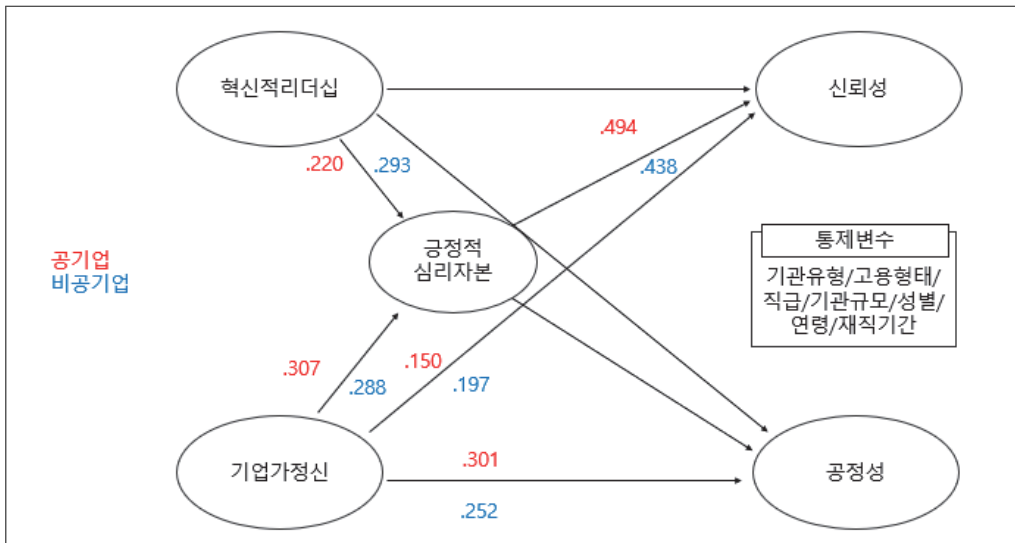 혁신적리더십
신뢰성
.494
.220
.293
.438
긍정적
심리자본
공기업
비공기업
통제변수
기관유형/고용형태/
직급/기관규모/성별/
연령/재직기간
.307
.288
.150
.197
기업가정신
.301
.252
공정성